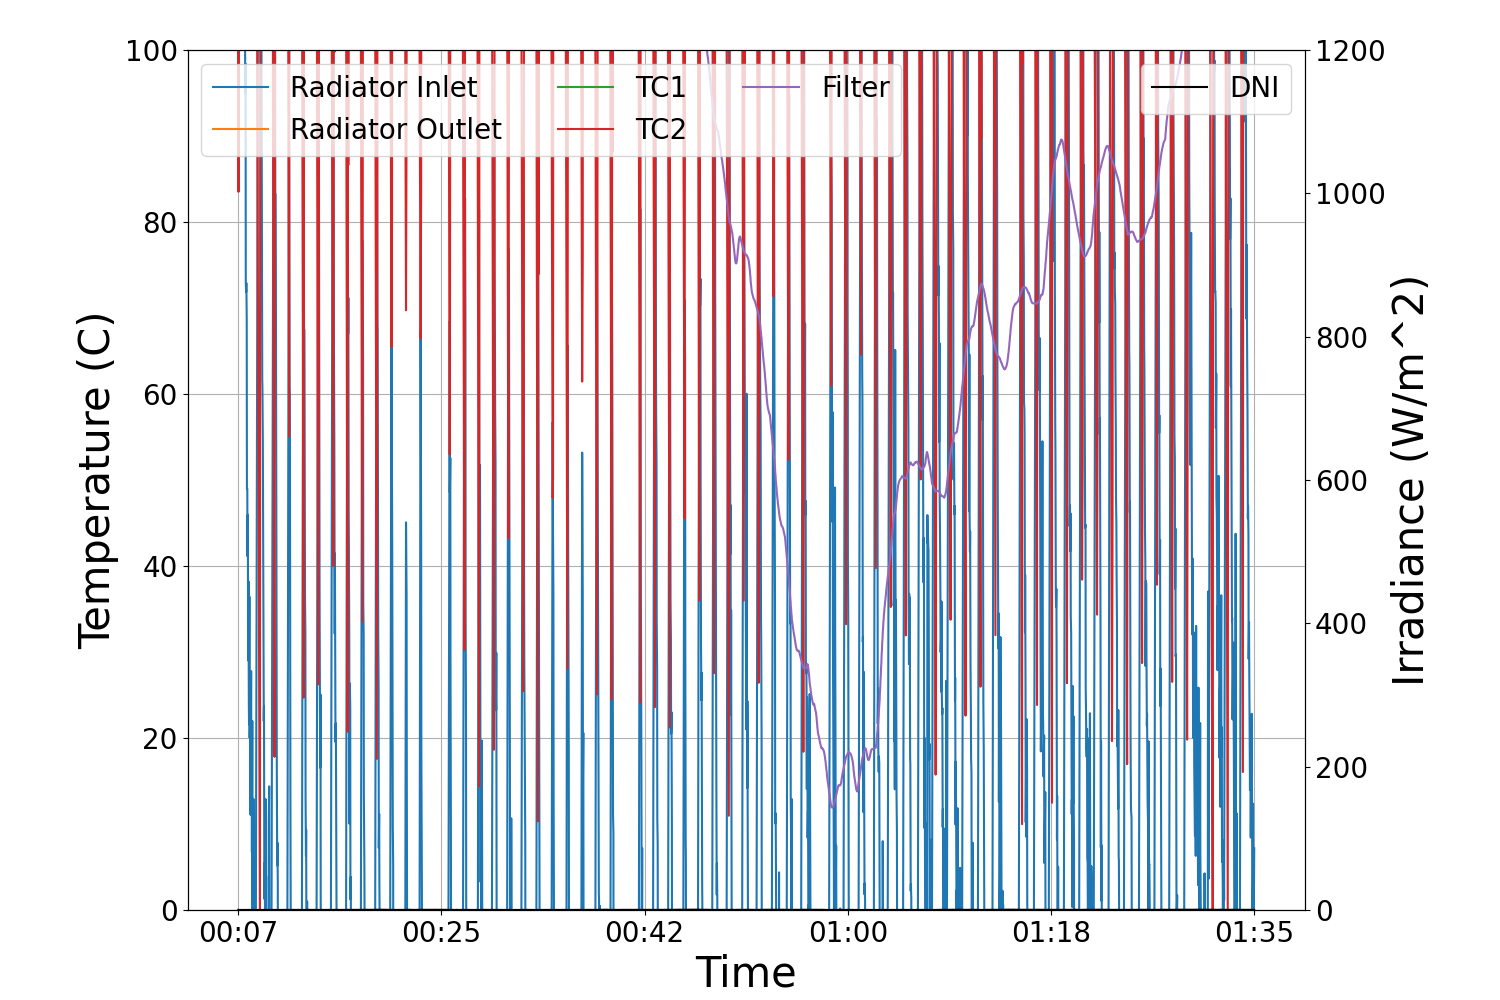 100
80
60
40
20
0
Temperature (C)
Radiator Inlet
Radiator Outlet
TC1
TC2
Filter
DNI
1200
1000
800
600
400
200
0
Irradiance (W/m^2)
00:07 00:25 00:42 01:00 01:18 01:35
Time